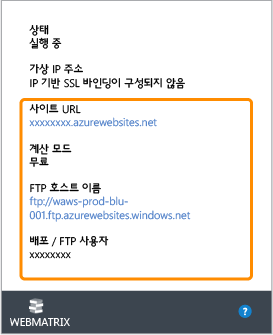 상태
실행 중
가상 IP 주소
IP 기반 SSL 바인딩이 구성되지 않음
사이트 URL
xxxxxxxx.azurewebsites.net
계산 모드
무료
FTP 호스트 이름
ftp://waws-prod-blu-
001.ftp.azurewebsites.windows.net
배포 / FTP 사용자
xxxxxxxx
WEBMATRIX
?